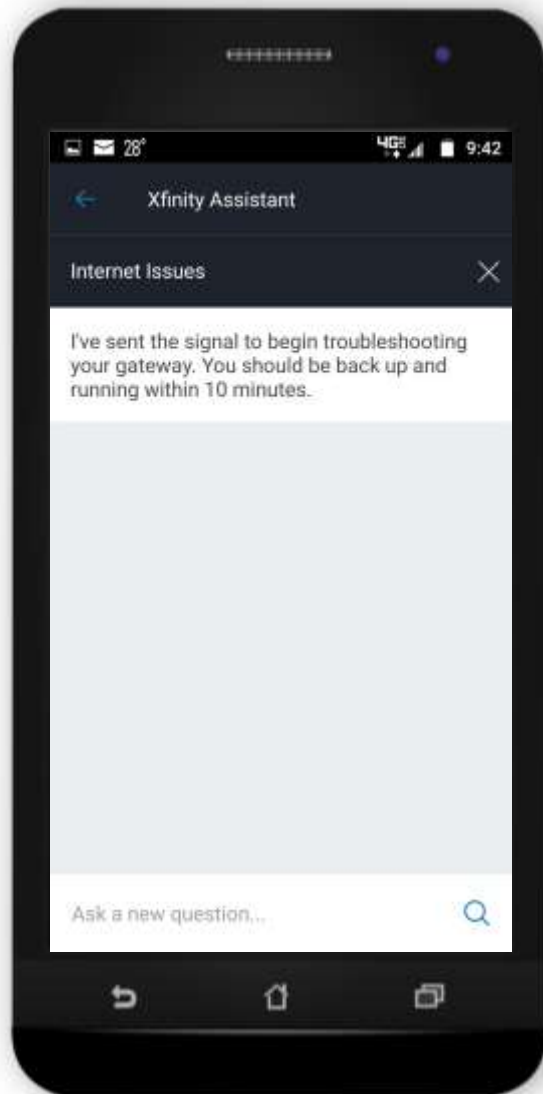 28°
4G
9:42
Xfinity Assistant
Internet Issues
I've sent the signal to begin troubleshooting
your gateway. You should be back up and
running within 10 minutes.
Ask a new question...